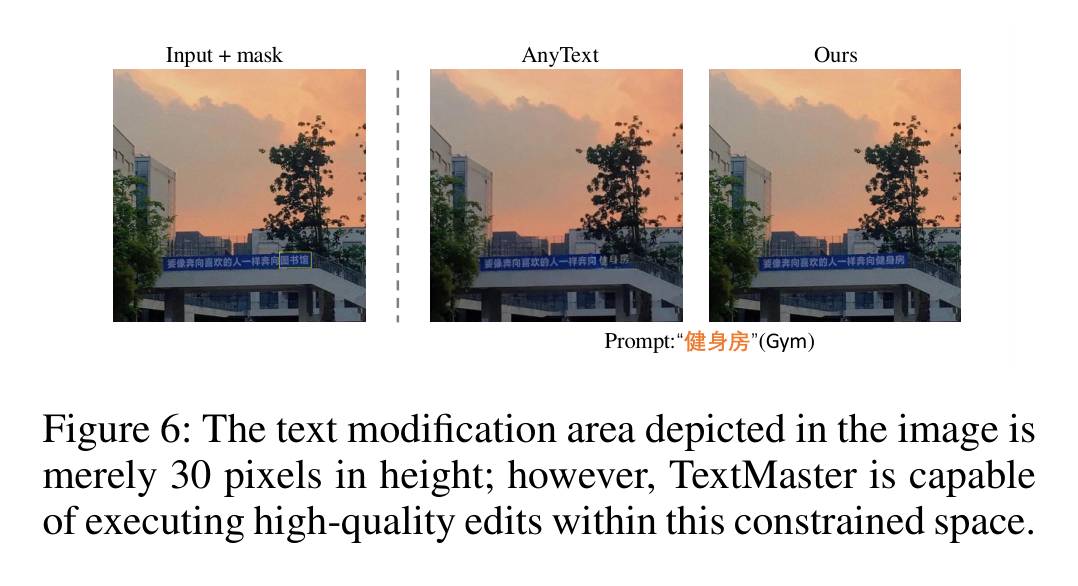 Input + mask
AnyText
Ours
要像奔向喜欢的人一样奔向图书馆
要像奔向喜欢的人一样奔向健身房
要像奔向喜欢的人一样奔向健身房
Prompt:“健身房”(Gym)
Figure 6: The text modification area depicted in the image is
merely 30 pixels in height; however, TextMaster is capable
of executing high-quality edits within this constrained space.